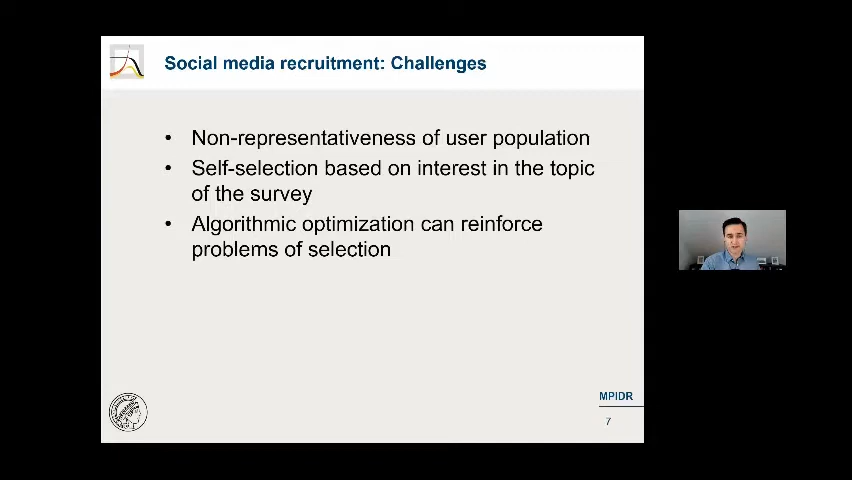 Social media recruitment: Challenges
• Non-representativeness of user population
• Self-selection based on interest in the topic
of the survey
• Algorithmic optimization can reinforce
problems of selection
MPIDR
7